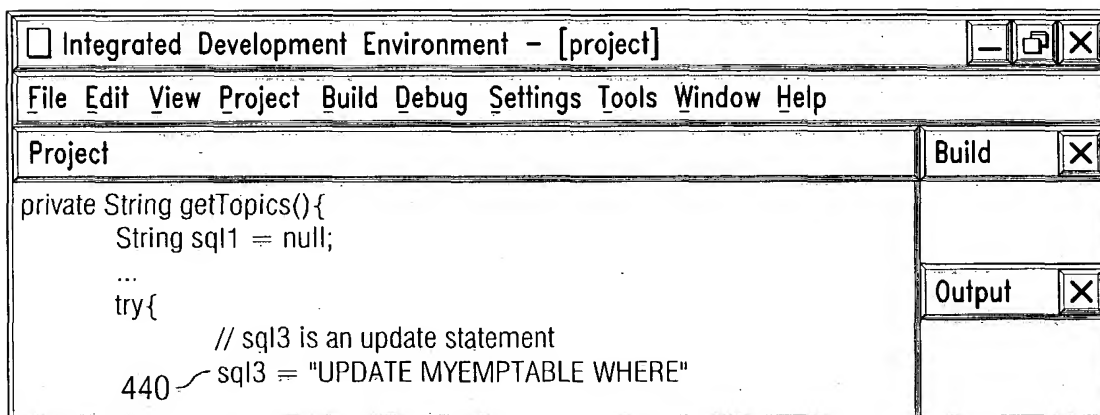 Integrated Development Environment – [project]
File Edit View Project Build Debug Settings Tools Window Help
Project
Build
private String getTopics(){
String sql1 = null;
...
try{
Output
// sql3 is an update statement
440 sql3 = "UPDATE MYEMPTABLE WHERE"